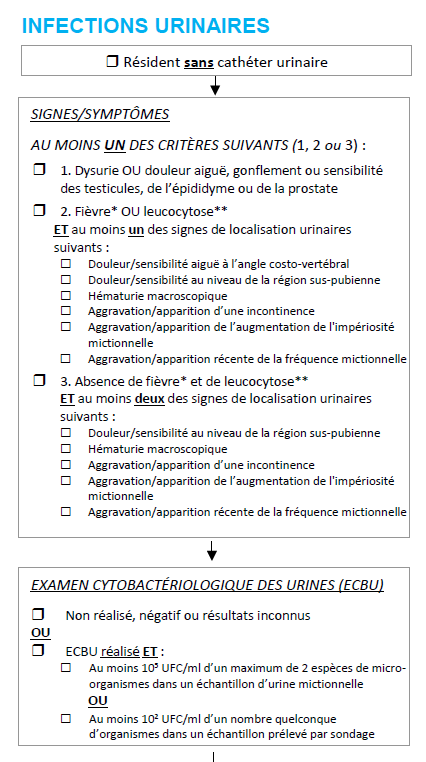 INFECTIONS URINAIRES
❒ Résident sans cathéter urinaire
SIGNES/SYMPTÔMES
AU MOINS UN DES CRITÈRES SUIVANTS (1, 2 ou 3) :
❒ 1. Dysurie OU douleur aiguë, gonflement ou sensibilité
des testicules, de l’épididyme ou de la prostate
❒ 2. Fièvre* OU leucocytose**
ET au moins un des signes de localisation urinaires
suivants :
☐ Douleur/sensibilité aiguë à l’angle costo-vertébral
☐ Douleur/sensibilité au niveau de la région sus-pubienne
☐ Hématurie macroscopique
☐ Aggravation/apparition d’une incontinence
☐ Aggravation/apparition de l’augmentation de l'impériosité
mictionnelle
☐ Aggravation/apparition récente de la fréquence mictionnelle
❒ 3. Absence de fièvre* et de leucocytose**
ET au moins deux des signes de localisation urinaires
suivants :
☐ Douleur/sensibilité au niveau de la région sus-pubienne
☐ Hématurie macroscopique
☐ Aggravation/apparition d’une incontinence
☐ Aggravation/apparition de l’augmentation de l'impériosité
mictionnelle
☐ Aggravation/apparition récente de la fréquence mictionnelle
EXAMEN CYTOBACTÉRIOLOGIQUE DES URINES (ECBU)
❒ Non réalisé, négatif ou résultats inconnus
OU
❒ ECBU réalisé ET :
☐ Au moins 10⁵ UFC/ml d’un maximum de 2 espèces de micro-
organismes dans un échantillon d’urine mictionnelle
OU
☐ Au moins 10² UFC/ml d’un nombre quelconque
d’organismes dans un échantillon prélevé par sondage